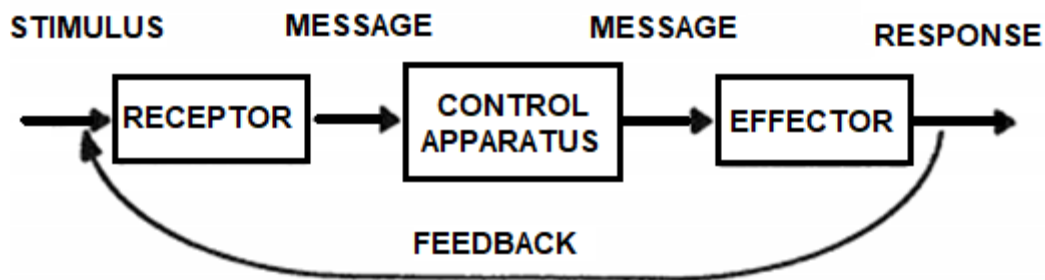 STIMULUS
MESSAGE
MESSAGE
RESPONSE
RECEPTOR
CONTROL
APPARATUS
EFFECTOR
FEEDBACK